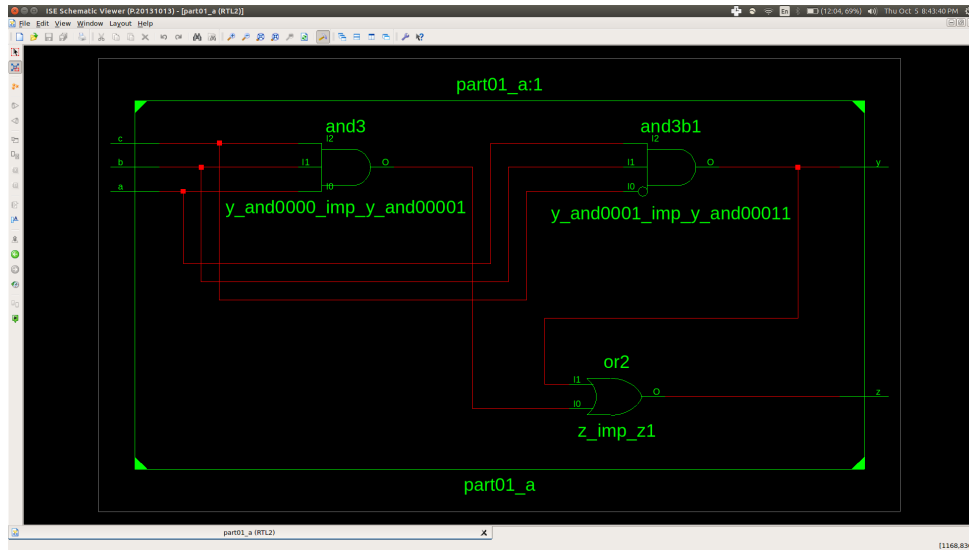 ISE Schematic Viewer (P.20131013) - [part01_a (RTL2)]
En (12:04, 69%) Thu Oct 5 8:43:40 PM
File Edit View Window Layout Help
part01_a:1
and3
and3b1
c I2 I2
b I1 O I1 O y
a I0 I0
y_and0000_imp_y_and00001
y_and0001_imp_y_and00011
or2
I1
I0 O z
z_imp_z1
part01_a
part01_a (RTL2)